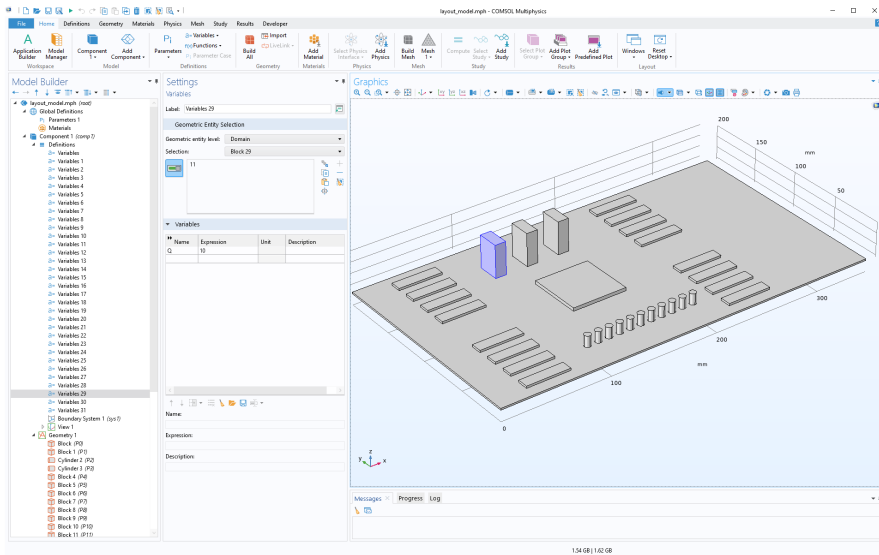 layout_model.mph - COMSOL Multiphysics
File Home Definitions Geometry Materials Physics Mesh Study Results Developer
Application Builder
Model Manager
Workspace
Component 1
Add Component
Model
Pi
Parameters
a= Variables
f(x) Functions
Pi Parameter Case
Definitions
Build All
Import
LiveLink
Geometry
Add Material
Materials
Select Physics Interface
Add Physics
Physics
Build Mesh
Mesh 1
Mesh
Compute
Select Study
Add Study
Study
Select Plot Group
Add Plot Group
Add Predefined Plot
Results
Windows
Reset Desktop
Layout
Model Builder
layout_model.mph (root)
Global Definitions
Pi Parameters 1
Materials
Component 1 (comp1)
Definitions
a= Variables
a= Variables 1
a= Variables 2
a= Variables 3
a= Variables 4
a= Variables 5
a= Variables 6
a= Variables 7
a= Variables 8
a= Variables 9
a= Variables 10
a= Variables 11
a= Variables 12
a= Variables 13
a= Variables 14
a= Variables 15
a= Variables 16
a= Variables 17
a= Variables 18
a= Variables 19
a= Variables 20
a= Variables 21
a= Variables 22
a= Variables 23
a= Variables 24
a= Variables 25
a= Variables 26
a= Variables 27
a= Variables 28
a= Variables 29
a= Variables 30
a= Variables 31
Boundary System 1 (sys1)
View 1
Geometry 1
Block (P0)
Block 1 (P1)
Cylinder 2 (P2)
Cylinder 3 (P3)
Block 4 (P4)
Block 5 (P5)
Block 6 (P6)
Block 7 (P7)
Block 8 (P8)
Block 9 (P9)
Block 10 (P10)
Block 11 (P11)
Settings
Variables
Label: Variables 29
Geometric Entity Selection
Geometric entity level: Domain
Selection: Block 29
11
Variables
Name Expression Unit Description
Q 10
Name:
Expression:
Description:
Graphics
200
150
mm
100
50
300
200
mm
100
0
z
y
x
Messages Progress Log
1.54 GB | 1.62 GB